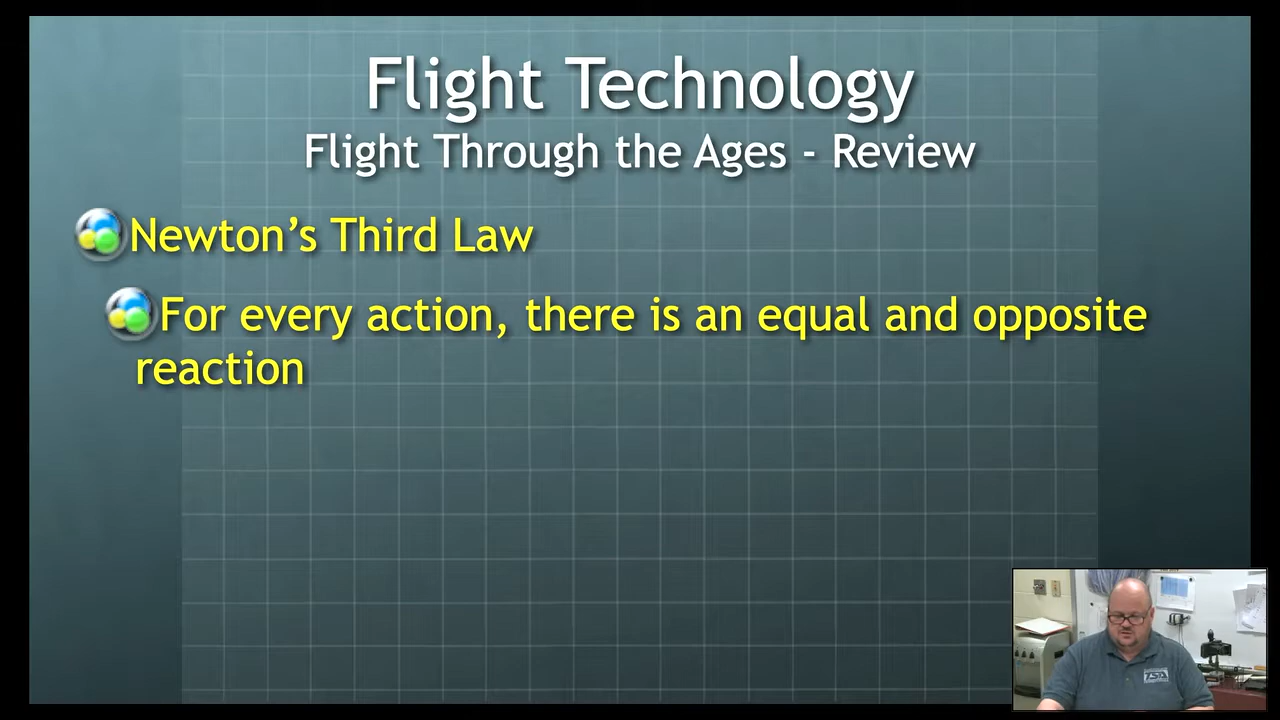 Flight Technology
Flight Through the Ages - Review
Newton’s Third Law
For every action, there is an equal and opposite
reaction
TSA